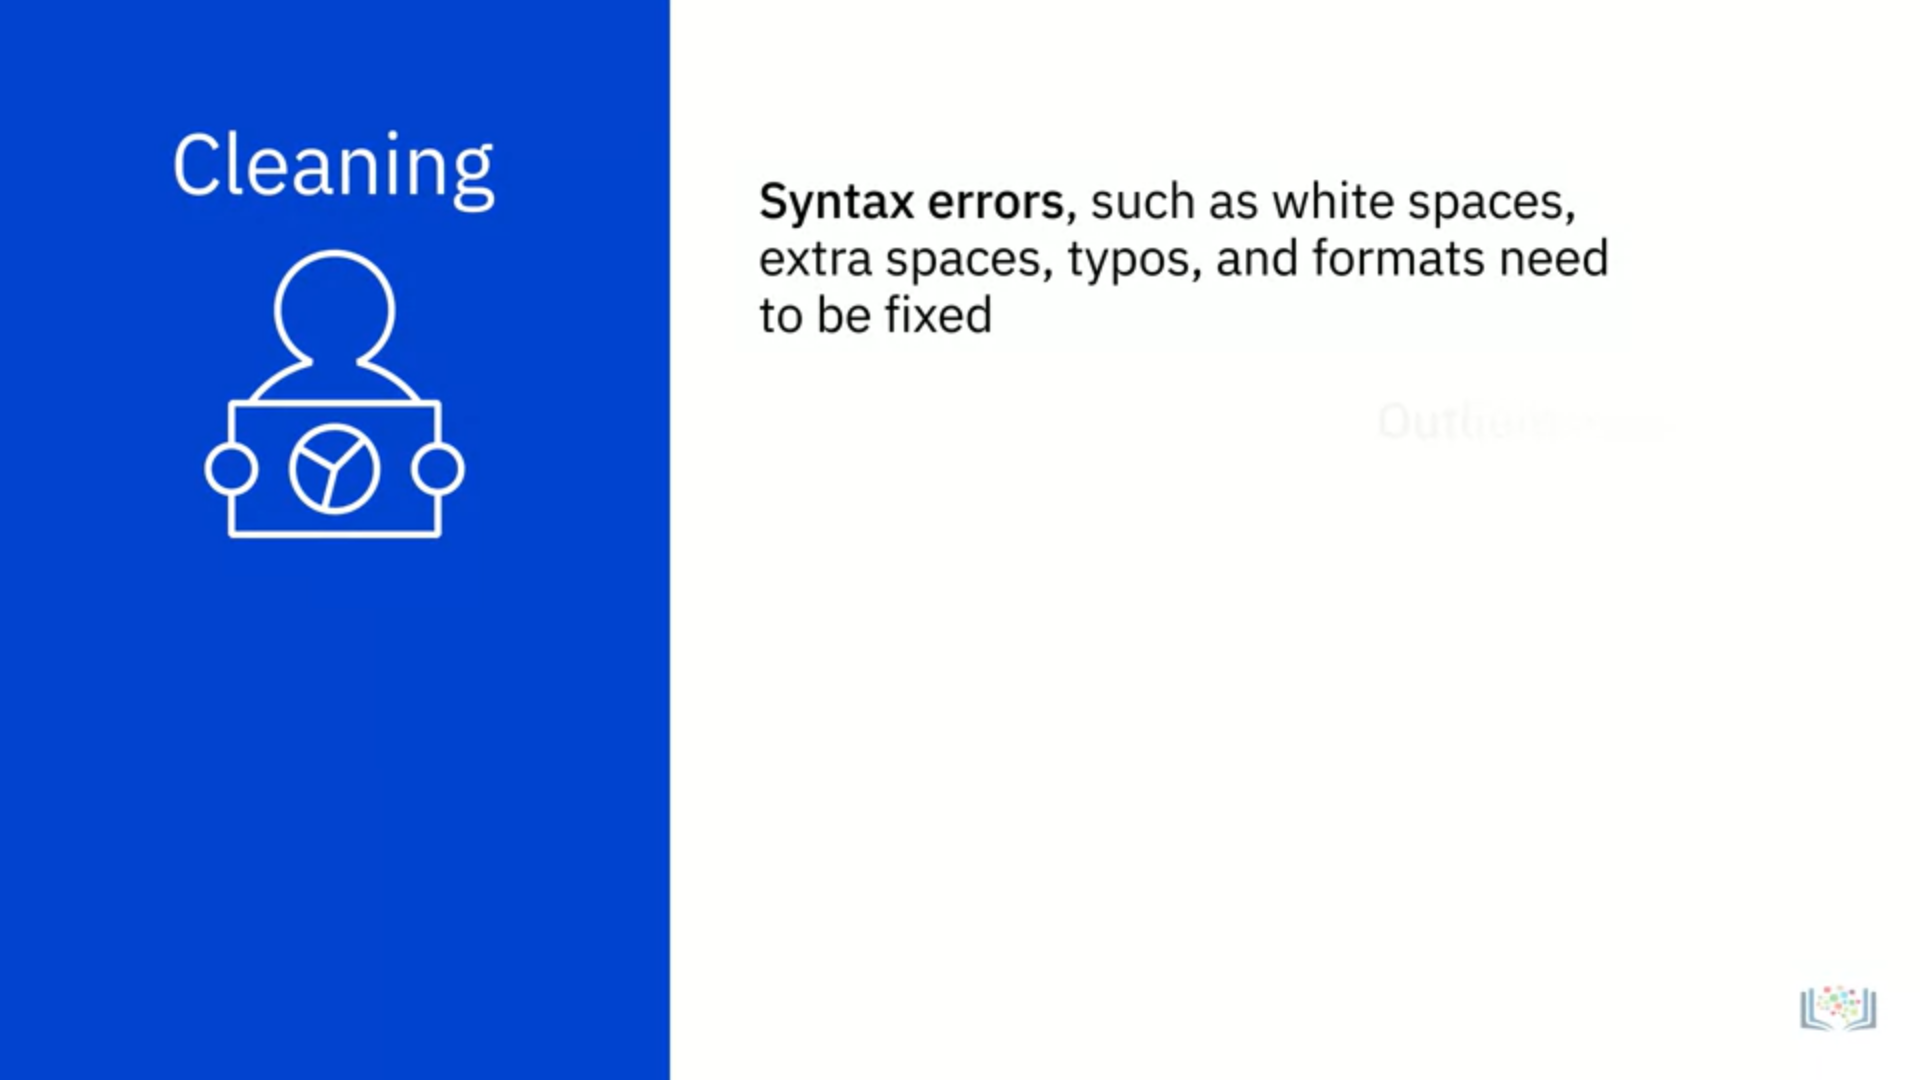 Cleaning
Syntax errors, such as white spaces,
extra spaces, typos, and formats need
to be fixed